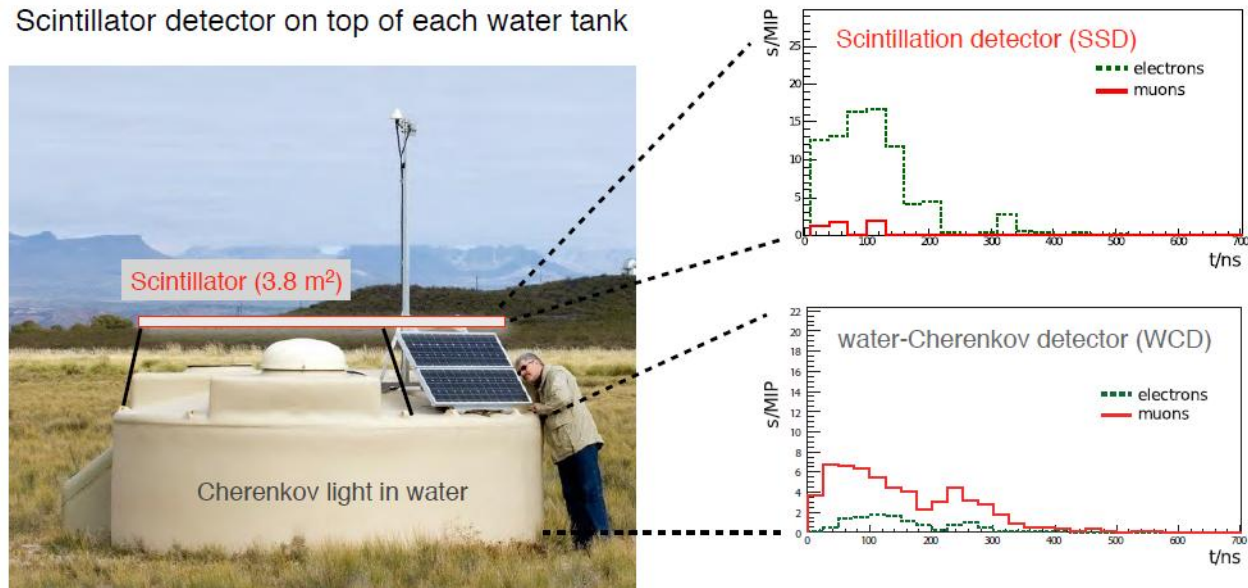 Scintillator detector on top of each water tank
Scintillator (3.8 m²)
Cherenkov light in water
s/MIP
Scintillation detector (SSD)
electrons
muons
25
20
15
10
5
0
0 100 200 300 400 500 600 700
t/ns
s/MIP
water-Cherenkov detector (WCD)
electrons
muons
22
20
18
16
14
12
10
8
6
4
2
0
0 100 200 300 400 500 600 700
t/ns